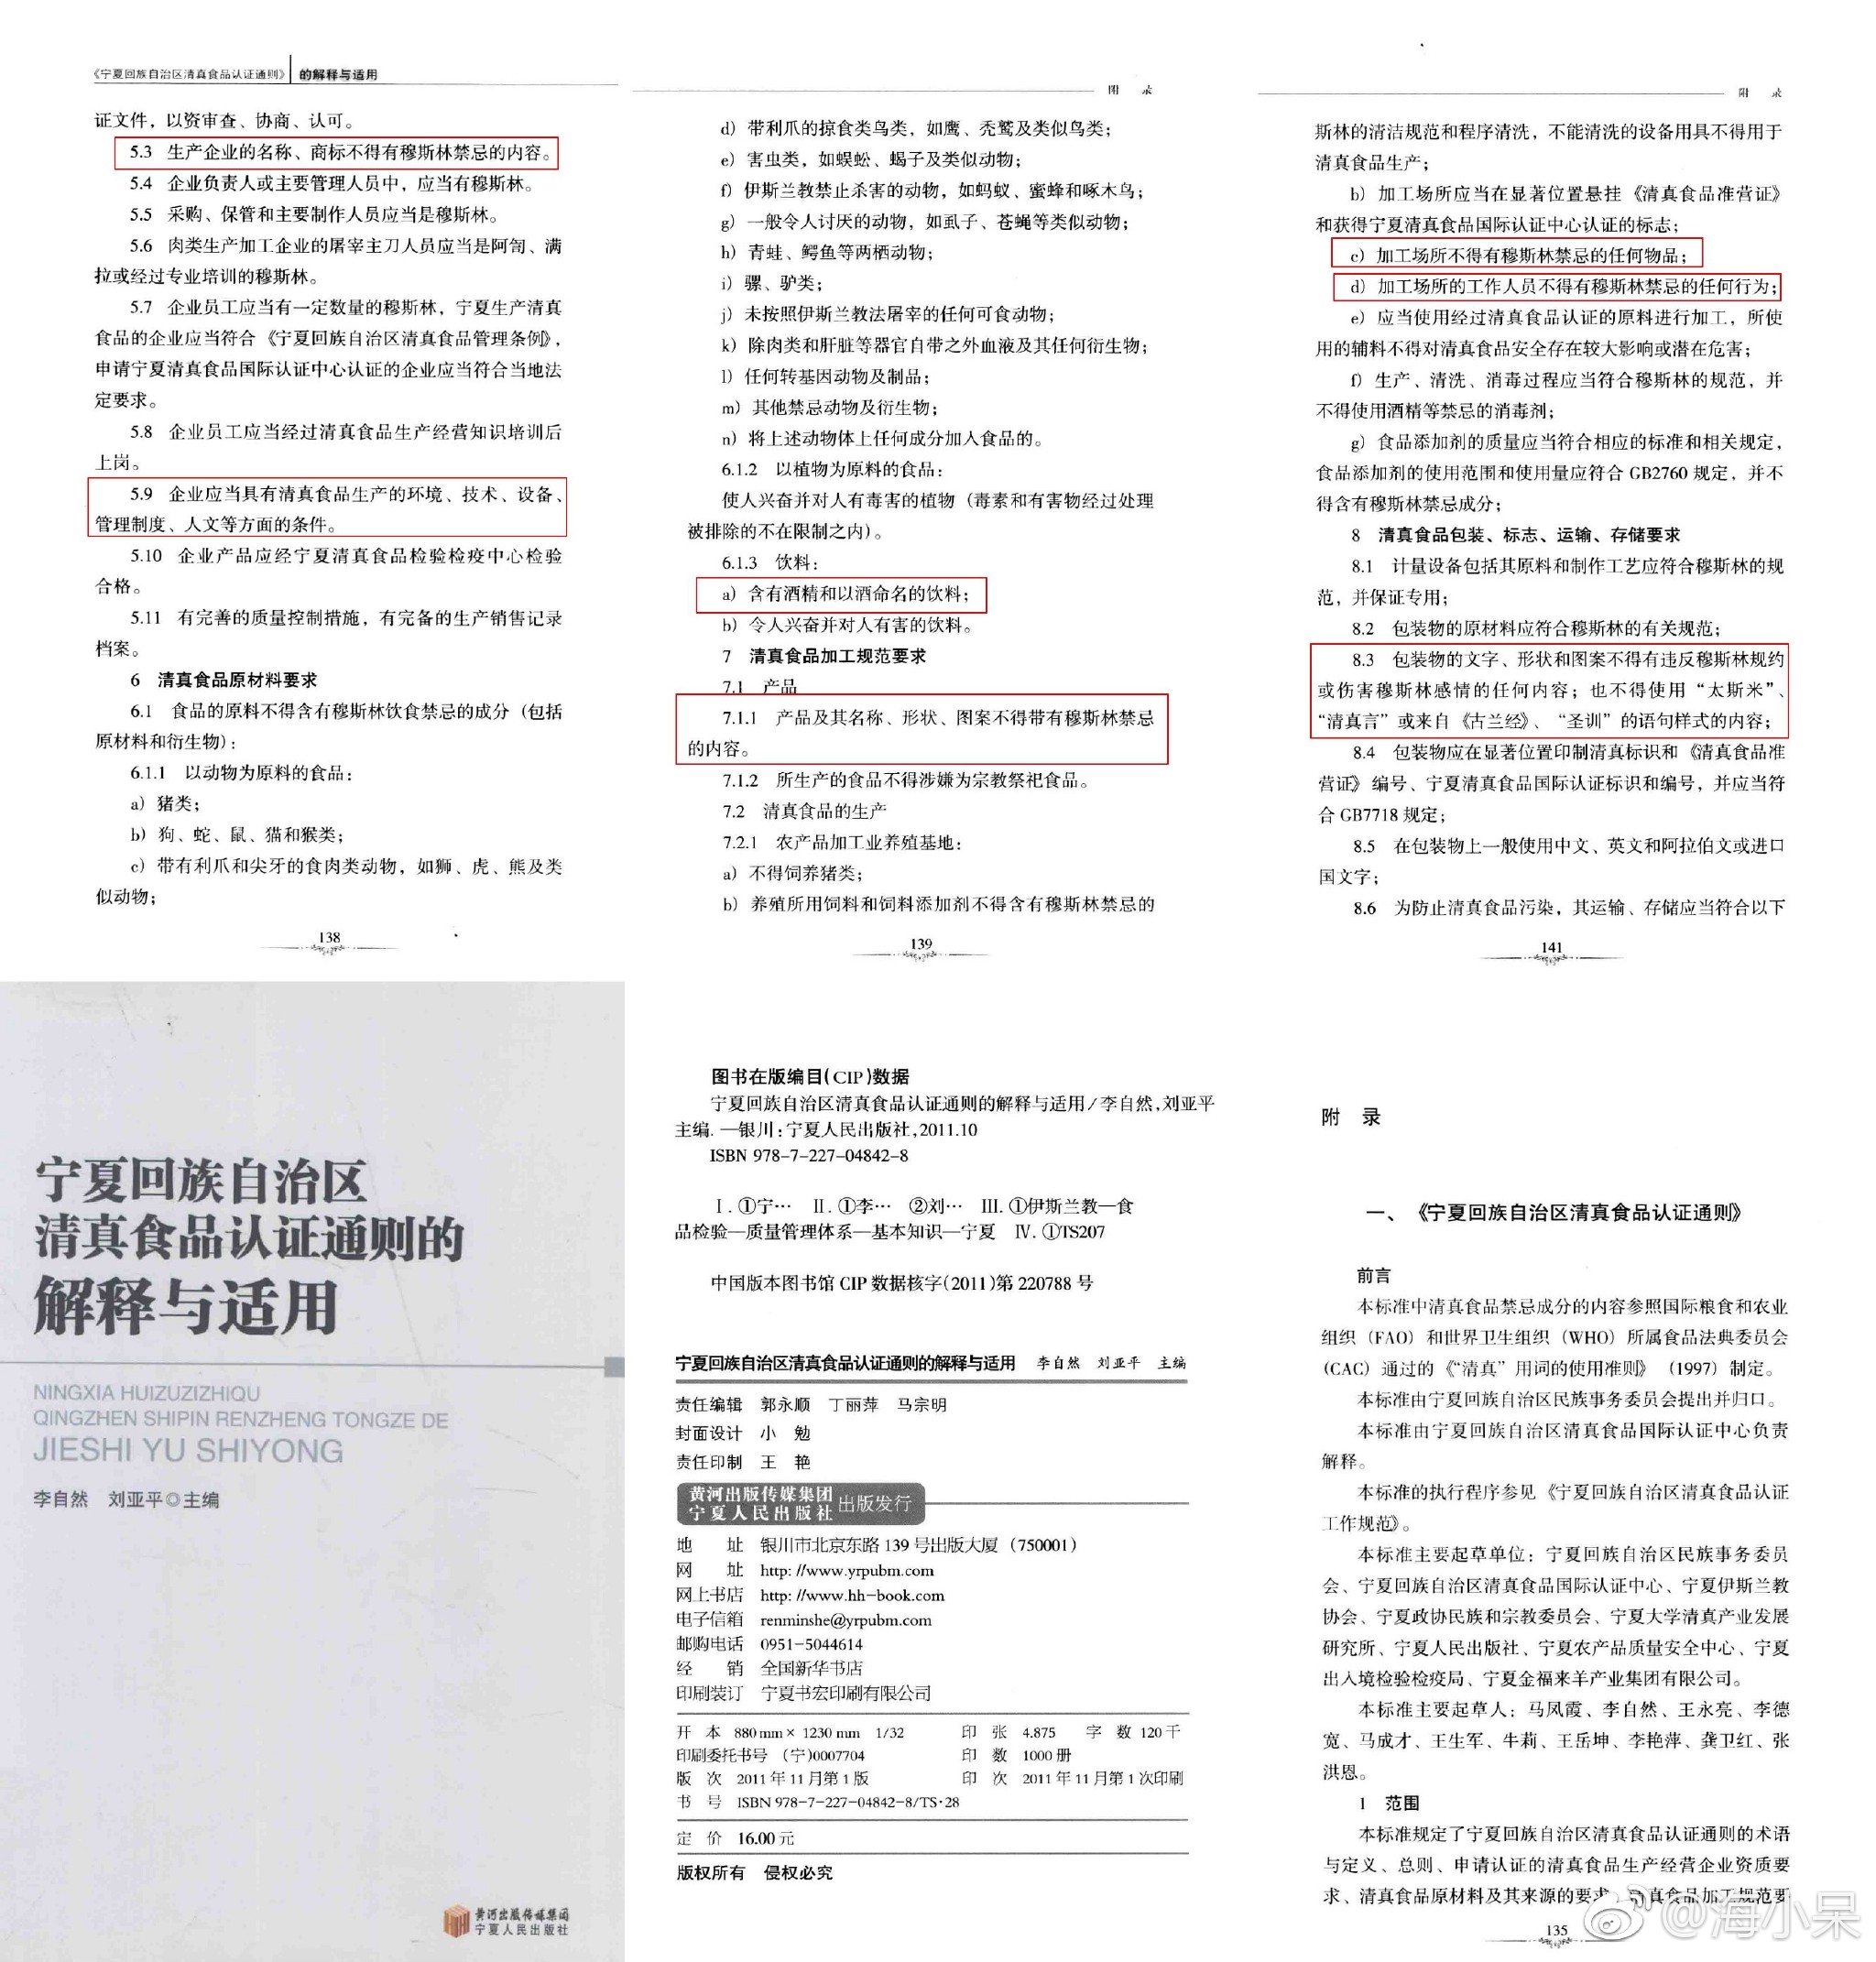 《宁夏回族自治区清真食品认证通则》 的解释与适用
证文件，以资审查、协商、认可。
5.3 生产企业的名称、商标不得有穆斯林禁忌的内容。
5.4 企业负责人或主要管理人员中，应当有穆斯林。
5.5 采购、保管和主要制作人员应当是穆斯林。
5.6 肉类生产加工企业的屠宰主刀人员应当是阿訇、满
拉或经过专业培训的穆斯林。
5.7 企业员工应当有一定数量的穆斯林，宁夏生产清真
食品的企业应当符合《宁夏回族自治区清真食品管理条例》，
申请宁夏清真食品国际认证中心认证的企业应当符合当地法
定要求。
5.8 企业员工应当经过清真食品生产经营知识培训后
上岗。
5.9 企业应当具有清真食品生产的环境、技术、设备、
管理制度、人文等方面的条件。
5.10 企业产品应经宁夏清真食品检验检疫中心检验
合格。
5.11 有完善的质量控制措施，有完备的生产销售记录
档案。
6 清真食品原材料要求
6.1 食品的原料不得含有穆斯林饮食禁忌的成分（包括
原材料和衍生物）：
6.1.1 以动物为原料的食品：
a）猪类；
b）狗、蛇、鼠、猫和猴类；
c）带有利爪和尖牙的食肉类动物，如狮、虎、熊及类
似动物；
138
附 录
d）带利爪的掠食类鸟类，如鹰、秃鹫及类似鸟类；
e）害虫类，如蜈蚣、蝎子及类似动物；
f）伊斯兰教禁止杀害的动物，如蚂蚁、蜜蜂和啄木鸟；
g）一般令人讨厌的动物，如虱子、苍蝇等类似动物；
h）青蛙、鳄鱼等两栖动物；
i）骡、驴类；
j）未按照伊斯兰教法屠宰的任何可食动物；
k）除肉类和肝脏等器官自带之外血液及其任何衍生物；
l）任何转基因动物及制品；
m）其他禁忌动物及衍生物；
n）将上述动物体上任何成分加入食品的。
6.1.2 以植物为原料的食品：
使人兴奋并对人有毒害的植物（毒素和有害物经过处理
被排除的不在限制之内）。
6.1.3 饮料：
a）含有酒精和以酒命名的饮料；
b）令人兴奋并对人有害的饮料。
7 清真食品加工规范要求
7.1 产品
7.1.1 产品及其名称、形状、图案不得带有穆斯林禁忌
的内容。
7.1.2 所生产的食品不得涉嫌为宗教祭祀食品。
7.2 清真食品的生产
7.2.1 农产品加工业养殖基地：
a）不得饲养猪类；
b）养殖所用饲料和饲料添加剂不得含有穆斯林禁忌的
139
附 录
斯林的清洁规范和程序清洗，不能清洗的设备用具不得用于
清真食品生产；
b）加工场所应当在显著位置悬挂《清真食品准营证》
和获得宁夏清真食品国际认证中心认证的标志；
c）加工场所不得有穆斯林禁忌的任何物品；
d）加工场所的工作人员不得有穆斯林禁忌的任何行为；
e）应当使用经过清真食品认证的原料进行加工，所使
用的辅料不得对清真食品安全存在较大影响或潜在危害；
f）生产、清洗、消毒过程应当符合穆斯林的规范，并
不得使用酒精等禁忌的消毒剂；
g）食品添加剂的质量应当符合相应的标准和相关规定，
食品添加剂的使用范围和使用量应符合 GB2760 规定，并不
得含有穆斯林禁忌成分；
8 清真食品包装、标志、运输、存储要求
8.1 计量设备包括其原料和制作工艺应符合穆斯林的规
范，并保证专用；
8.2 包装物的原材料应符合穆斯林的有关规范；
8.3 包装物的文字、形状和图案不得有违反穆斯林规约
或伤害穆斯林感情的任何内容；也不得使用“太斯米”、
“清真言”或来自《古兰经》、“圣训”的语句样式的内容；
8.4 包装物应在显著位置印制清真标识和《清真食品准
营证》编号、宁夏清真食品国际认证标识和编号，并应当符
合 GB7718 规定；
8.5 在包装物上一般使用中文、英文和阿拉伯文或进口
国文字；
8.6 为防止清真食品污染，其运输、存储应当符合以下
141
宁夏回族自治区
清真食品认证通则的
解释与适用
NINGXIA HUIZUZIZHIQU
QINGZHEN SHIPIN RENZHENG TONGZE DE
JIESHI YU SHIYONG
李自然 刘亚平◎主编
黄河出版传媒集团
宁夏人民出版社
图书在版编目（CIP）数据
宁夏回族自治区清真食品认证通则的解释与适用/李自然,刘亚平
主编.—银川:宁夏人民出版社,2011.10
ISBN 978-7-227-04842-8
Ⅰ.①宁… Ⅱ.①李… ②刘… Ⅲ.①伊斯兰教—食
品检验—质量管理体系—基本知识—宁夏 Ⅳ.①TS207
中国版本图书馆 CIP 数据核字（2011）第 220788 号
宁夏回族自治区清真食品认证通则的解释与适用 李自然 刘亚平 主编
责任编辑 郭永顺 丁丽萍 马宗明
封面设计 小 勉
责任印制 王 艳
黄河出版传媒集团
宁夏人民出版社 出版发行
地 址 银川市北京东路 139 号出版大厦（750001）
网 址 http: //www.yrpubm.com
网上书店 http: //www.hh-book.com
电子信箱 renminshe@yrpubm.com
邮购电话 0951-5044614
经 销 全国新华书店
印刷装订 宁夏书宏印刷有限公司
开 本 880 mm× 1230 mm 1/32 印 张 4.875 字 数 120 千
印刷委托书号 （宁）0007704 印 数 1000 册
版 次 2011 年 11 月第 1 版 印 次 2011 年 11 月第 1 次印刷
书 号 ISBN 978-7-227-04842-8/TS·28
定 价 16.00 元
版权所有 侵权必究
附 录
一、《宁夏回族自治区清真食品认证通则》
前言
本标准中清真食品禁忌成分的内容参照国际粮食和农业
组织（FAO）和世界卫生组织（WHO）所属食品法典委员会
（CAC）通过的《“清真”用词的使用准则》（1997）制定。
本标准由宁夏回族自治区民族事务委员会提出并归口。
本标准由宁夏回族自治区清真食品国际认证中心负责
解释。
本标准的执行程序参见《宁夏回族自治区清真食品认证
工作规范》。
本标准主要起草单位：宁夏回族自治区民族事务委员
会、宁夏回族自治区清真食品国际认证中心、宁夏伊斯兰教
协会、宁夏政协民族和宗教委员会、宁夏大学清真产业发展
研究所、宁夏人民出版社、宁夏农产品质量安全中心、宁夏
出入境检验检疫局、宁夏金福来羊产业集团有限公司。
本标准主要起草人：马凤霞、李自然、王永亮、李德
宽、马成才、王生军、牛莉、王岳坤、李艳萍、龚卫红、张
洪恩。
1 范围
本标准规定了宁夏回族自治区清真食品认证通则的术语
与定义、总则、申请认证的清真食品生产经营企业资质要
求、清真食品原材料及其来源的要求、真食品加工规范要
135
@海小呆